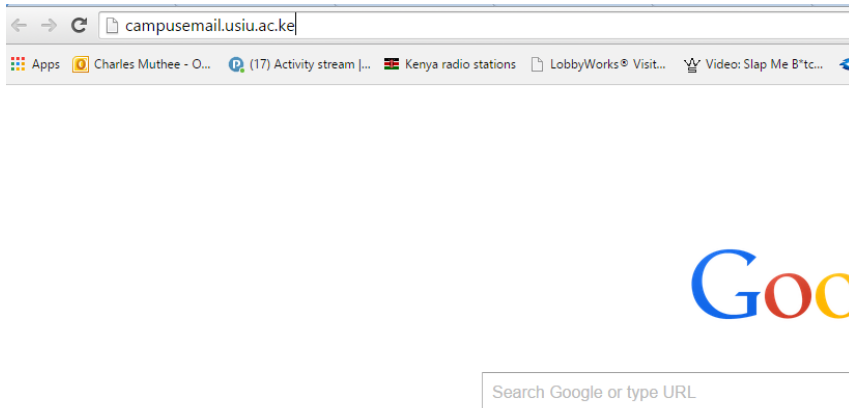 campusemail.usiu.ac.ke
Apps Charles Muthee - O... (17) Activity stream |... Kenya radio stations LobbyWorks® Visit... Video: Slap Me B*tc...
Goo
Search Google or type URL